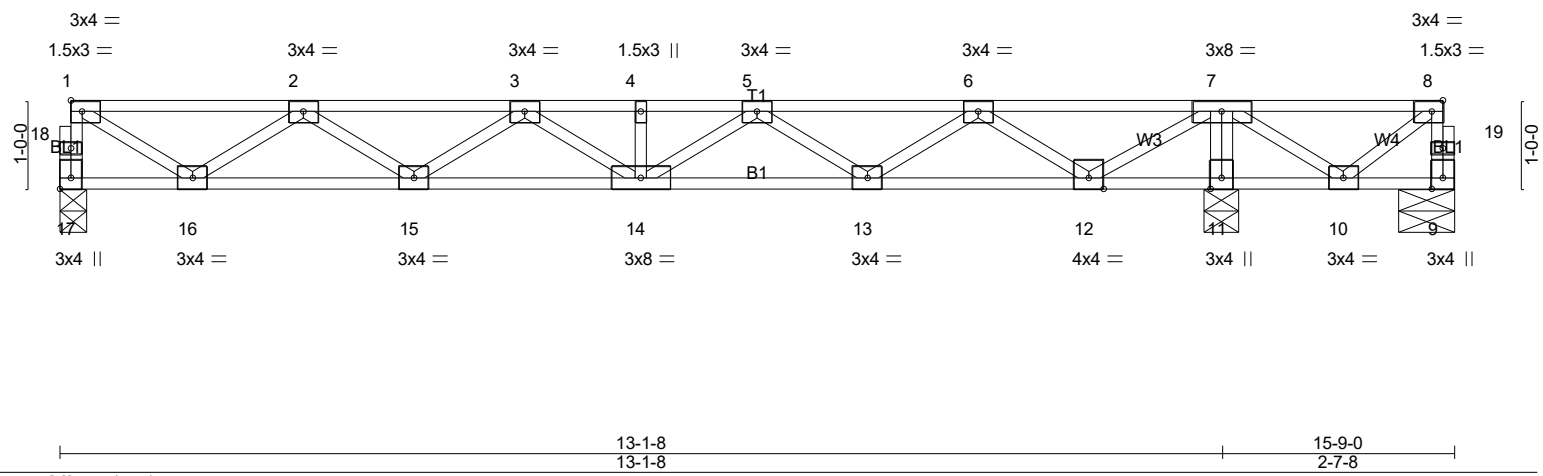 3x4 =
3x4 =
1.5x3 =
3x4 =
3x4 =
1.5x3 ||
3x4 =
3x4 =
3x8 =
1.5x3 =
1
2
3
4
5
6
7
8
T1
1-0-0
18
BL1
W3
W4
BL1
19
1-0-0
B1
17
16
15
14
13
12
11
10
9
3x4 ||
3x4 =
3x4 =
3x8 =
3x4 =
4x4 =
3x4 ||
3x4 =
3x4 ||
13-1-8
15-9-0
13-1-8
2-7-8